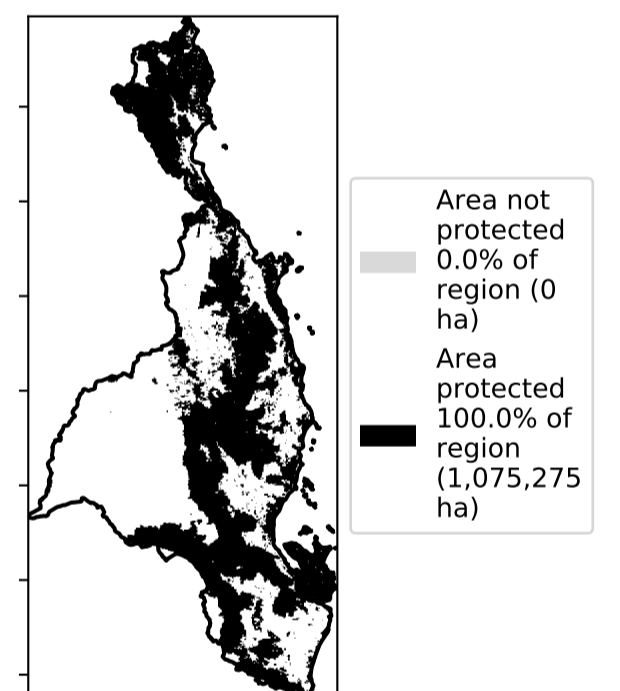 Area not
protected
0.0% of
region (0
ha)
Area
protected
100.0% of
region
(1,075,275
ha)